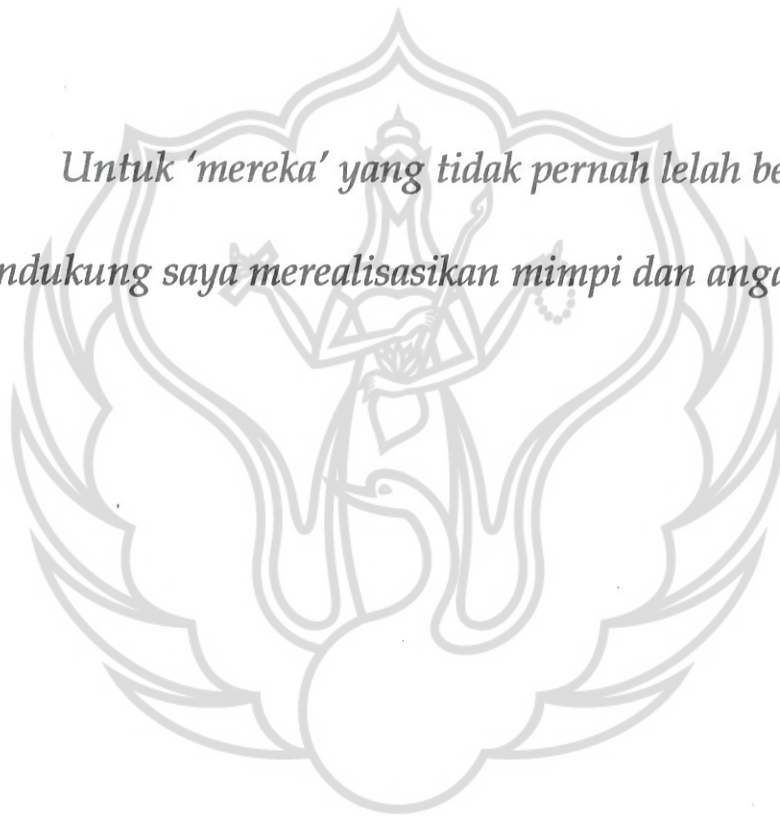 Untuk ‘mereka’ yang tidak pernah lelah be
ndukung saya merealisasikan mimpi dan anga